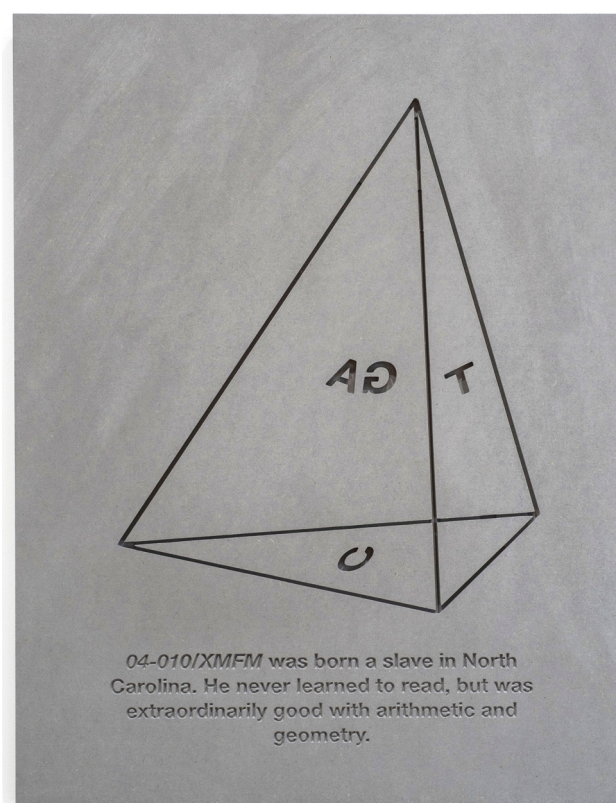 AG
T
C
04-010/XMFM was born a slave in North
Carolina. He never learned to read, but was
extraordinarily good with arithmetic and
geometry.